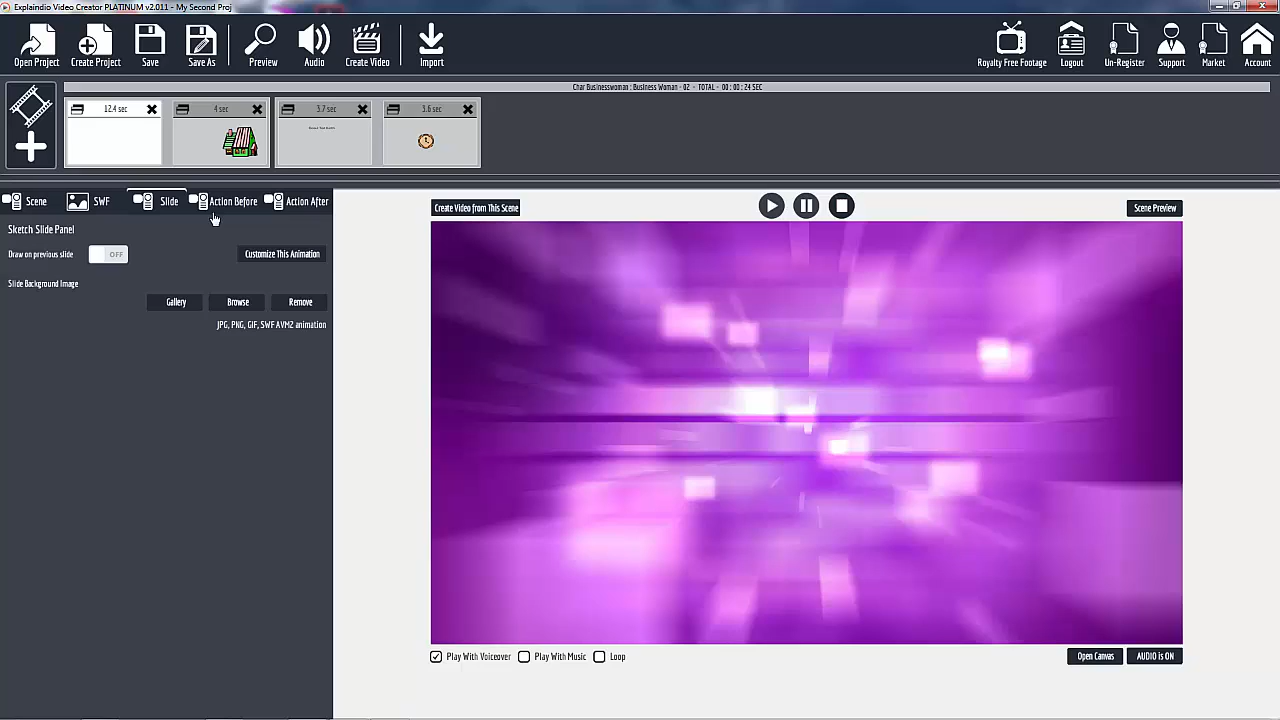 Explaindio Video Creator PLATINUM v2.011 - My Second Proj
Open Project
Create Project
Save
Save As
Preview
Audio
Create Video
Import
Royalty Free Footage
Logout
Un-Register
Support
Market
Account
Char Businesswoman : Business Woman - 02 - TOTAL - 00 : 00 : 24 SEC
12.4 sec
4 sec
3.7 sec
3.6 sec
Scene
SWF
Slide
Action Before
Action After
Sketch Slide Panel
Draw on previous slide
OFF
Customize This Animation
Slide Background Image
Gallery
Browse
Remove
JPG, PNG, GIF, SWF AVM2 animation
Create Video from This Scene
Scene Preview
Play With Voiceover
Play With Music
Loop
Open Canvas
AUDIO is ON